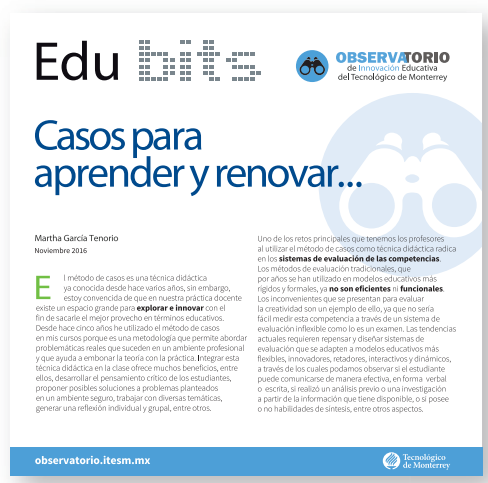 Edu bits
OBSERVATORIO
de Innovación Educativa
del Tecnológico de Monterrey
Casos para
aprender y renovar...
Martha García Tenorio
Noviembre 2016
El método de casos es una técnica didáctica
ya conocida desde hace varios años, sin embargo,
estoy convencida de que en nuestra práctica docente
existe un espacio grande para explorar e innovar con el
fin de sacarle el mejor provecho en términos educativos.
Desde hace cinco años he utilizado el método de casos
en mis cursos porque es una metodología que permite abordar
problemáticas reales que suceden en un ambiente profesional
y que ayuda a embonar la teoría con la práctica. Integrar esta
técnica didáctica en la clase ofrece muchos beneficios, entre
ellos, desarrollar el pensamiento crítico de los estudiantes,
proponer posibles soluciones a problemas planteados
en un ambiente seguro, trabajar con diversas temáticas,
generar una reflexión individual y grupal, entre otros.
Uno de los retos principales que tenemos los profesores
al utilizar el método de casos como técnica didáctica radica
en los sistemas de evaluación de las competencias.
Los métodos de evaluación tradicionales, que
por años se han utilizado en modelos educativos más
rígidos y formales, ya no son eficientes ni funcionales.
Los inconvenientes que se presentan para evaluar
la creatividad son un ejemplo de ello, ya que no sería
fácil medir esta competencia a través de un sistema de
evaluación inflexible como lo es un examen. Las tendencias
actuales requieren repensar y diseñar sistemas de
evaluación que se adapten a modelos educativos más
flexibles, innovadores, retadores, interactivos y dinámicos,
a través de los cuales podamos observar si el estudiante
puede comunicarse de manera efectiva, en forma verbal
o escrita, si realizó un análisis previo o una investigación
a partir de la información que tiene disponible, o si posee
o no habilidades de síntesis, entre otros aspectos.
observatorio.itesm.mx
Tecnológico
de Monterrey